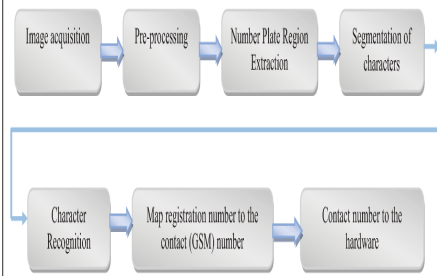 Image acquisition
Pre-processing
Number Plate Region
Extraction
Segmentation of
characters
Character
Recognition
Map registration number to the
contact (GSM) number
Contact number to the
hardware